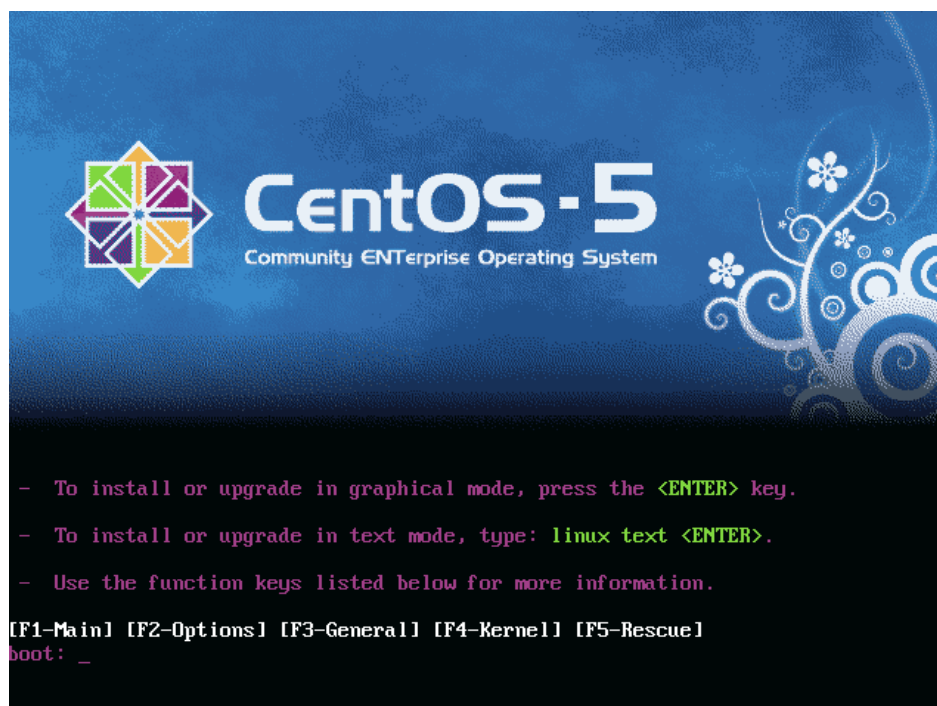 CentOS-5
Community ENTerprise Operating System
- To install or upgrade in graphical mode, press the <ENTER> key.
- To install or upgrade in text mode, type: linux text <ENTER>.
- Use the function keys listed below for more information.
[F1-Main] [F2-Options] [F3-General] [F4-Kernel] [F5-Rescue]
boot: _